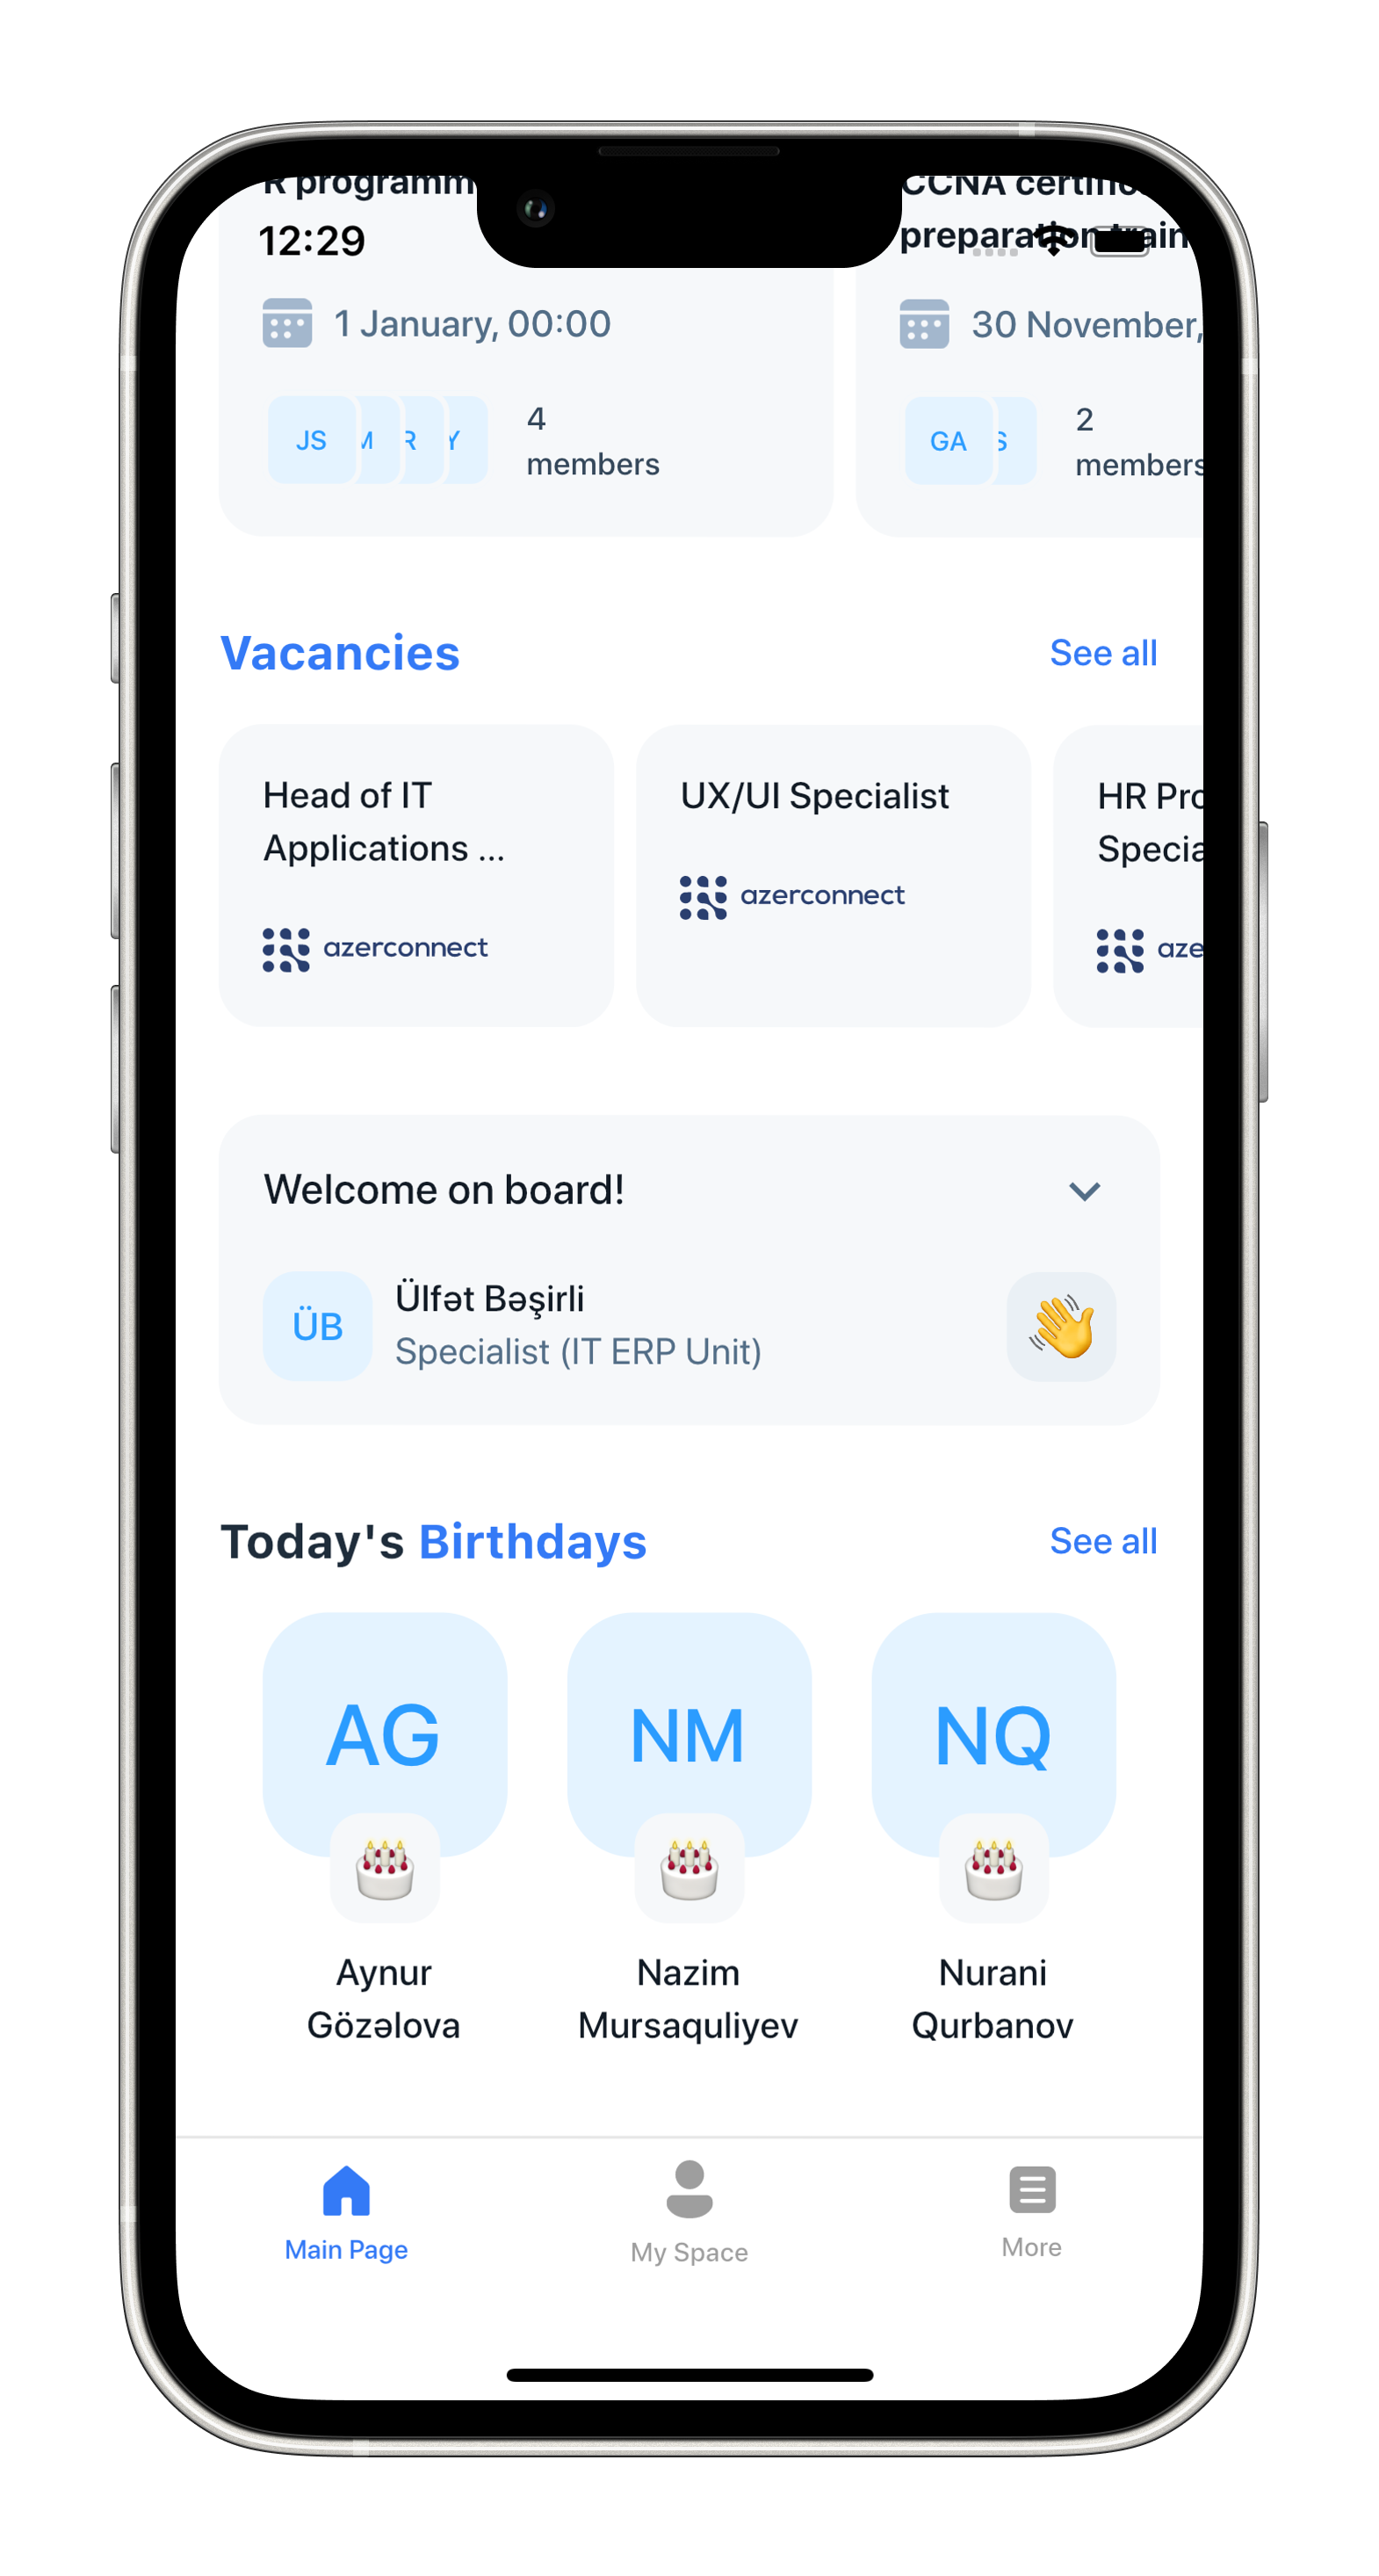 R programm
CCNA
12:29
preparation train
1 January, 00:00
30 November,
JS
M
R
Y
4
members
GA
S
2
members
Vacancies
See all
Head of IT
Applications ...
azerconnect
UX/UI Specialist
azerconnect
HR Pro
Specia
aze
Welcome on board!
ÜB
Ülfət Bəşirli
Specialist (IT ERP Unit)
Today's Birthdays
See all
AG
NM
NQ
Aynur
Gözəlova
Nazim
Mursaquliyev
Nurani
Qurbanov
Main Page
My Space
More